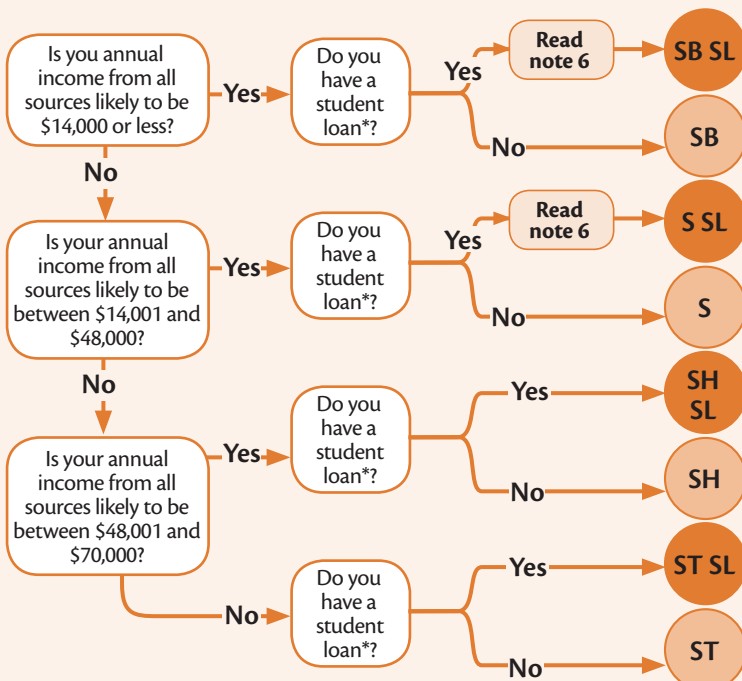 Is you annual
income from all
sources likely to be
$14,000 or less?
Yes
Do you
have a
student
loan*?
Yes
Read
note 6
SB SL
No
SB
No
Is your annual
income from all
sources likely to be
between $14,001 and
$48,000?
Yes
Do you
have a
student
loan*?
Yes
Read
note 6
S SL
No
S
No
Is your annual
income from all
sources likely to be
between $48,001 and
$70,000?
Yes
Do you
have a
student
loan*?
Yes
SH
SL
No
SH
No
Do you
have a
student
loan*?
Yes
ST SL
No
ST